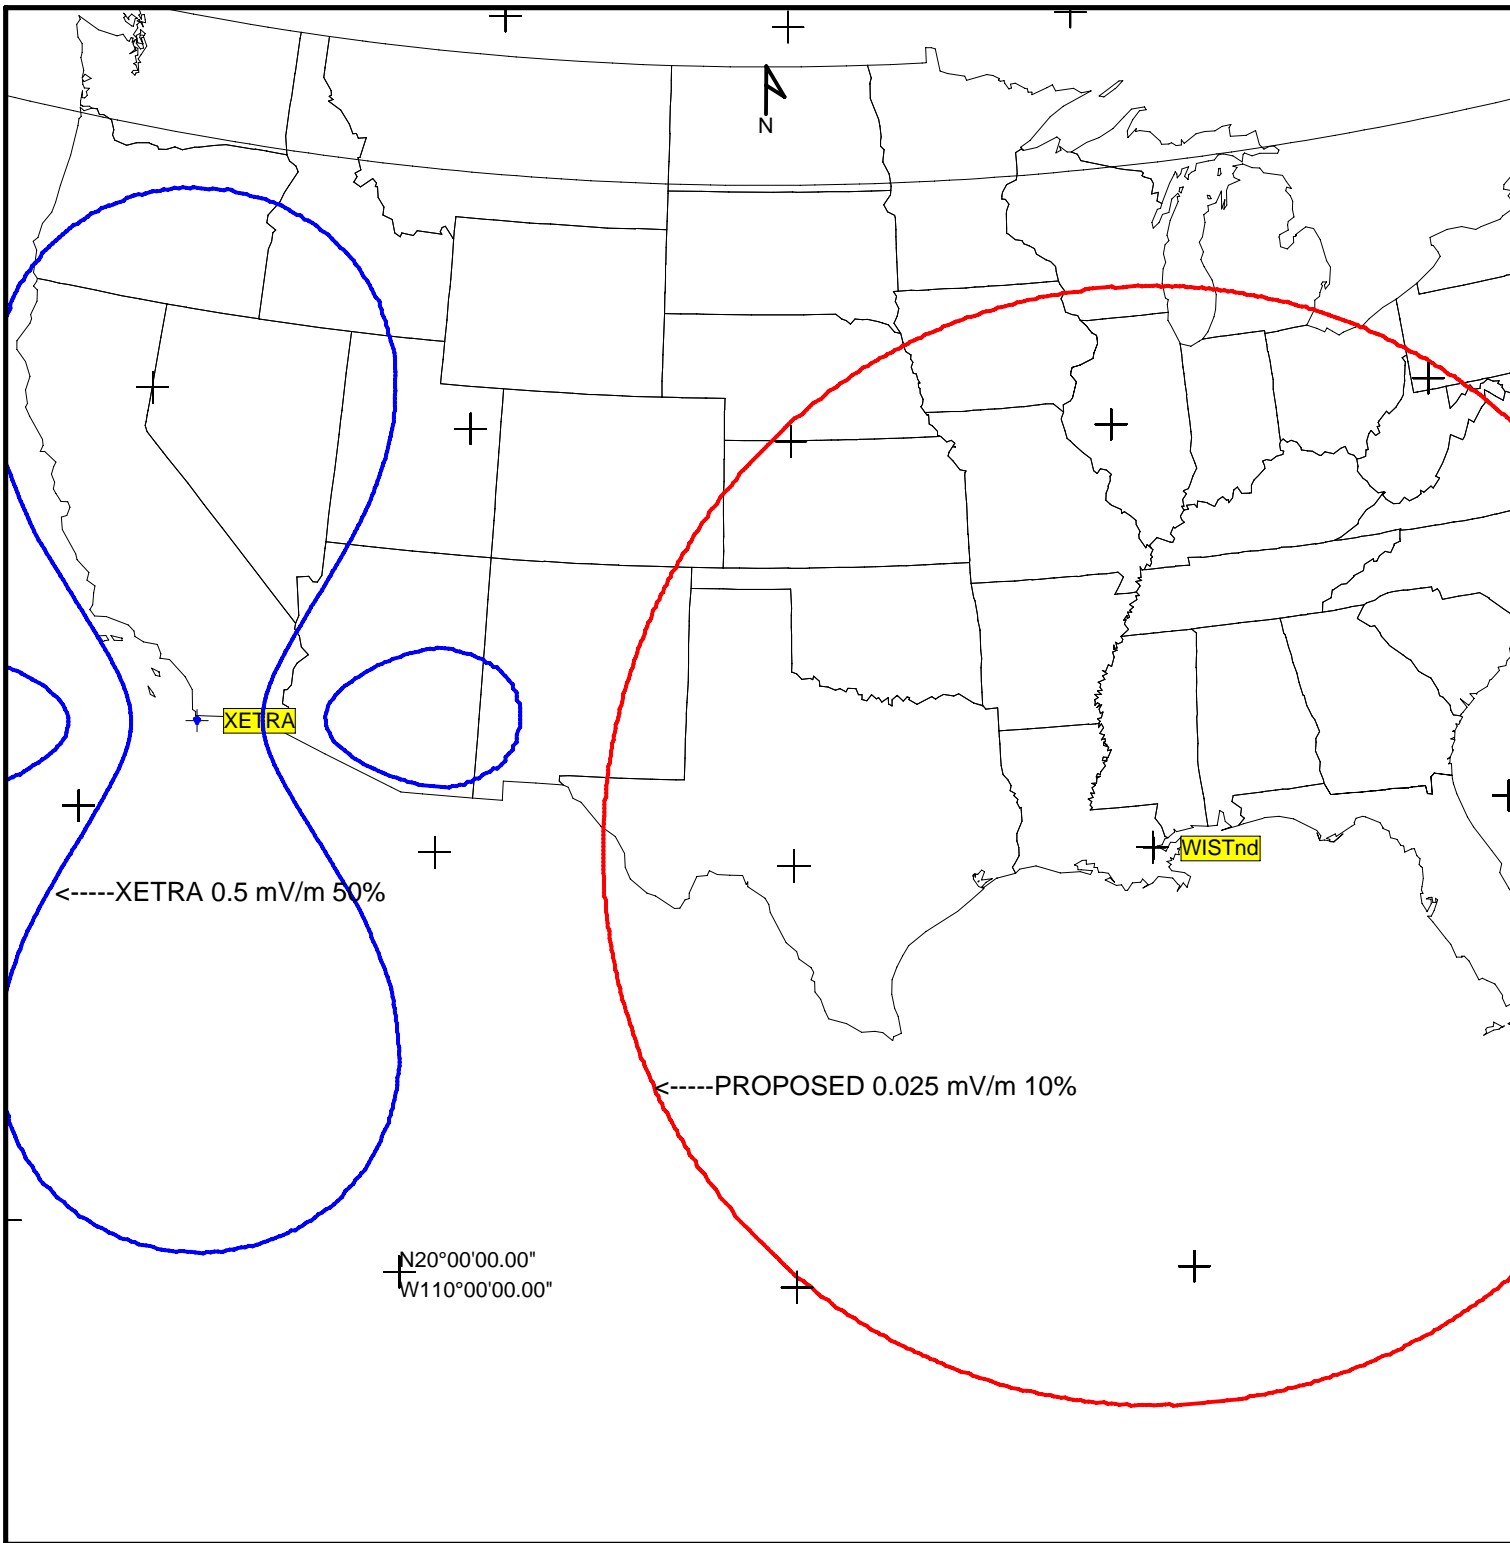 N
XETRA
WISTnd
<-----XETRA 0.5 mV/m 50%
<-----PROPOSED 0.025 mV/m 10%
N20°00'00.00"
W110°00'00.00"